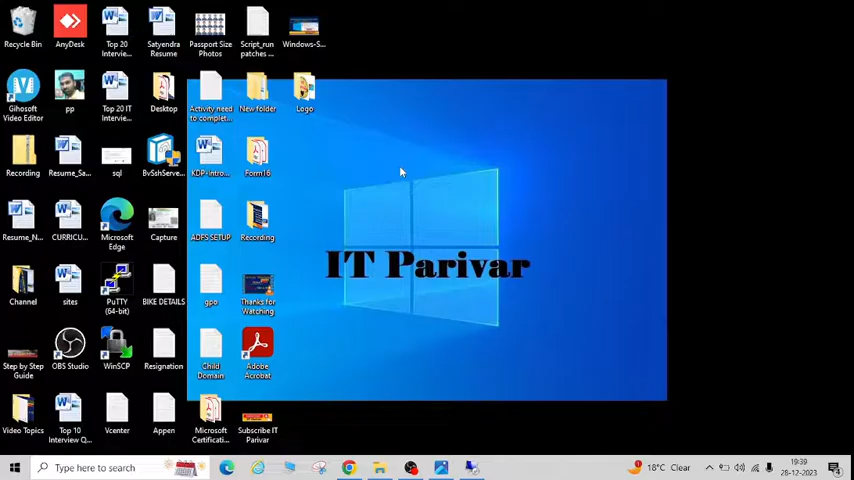 Recycle Bin
AnyDesk
Top 20
Intervie...
Satyendra
Resume
Passport Size
Photos
Script_run
patches ...
Windows-S...
Gihosoft
Video Editor
pp
Top 20 IT
Intervie...
Desktop
Activity need
to complet...
New folder
Logo
Recording
Resume_Sa...
sql
BvSshServe...
KDP-Intro...
Form16
Resume_N...
CURRICU...
Microsoft
Edge
Capture
ADFS SETUP
Recording
IT Parivar
Channel
sites
PuTTY
(64-bit)
BIKE DETAILS
gpo
Thanks for
Watching
Step by Step
Guide
OBS Studio
WinSCP
Resignation
Child
Domain
Adobe
Acrobat
Video Topics
Top 10
Interview Q...
Vcenter
Appen
Microsoft
Certificati...
Subscribe IT
Parivar
Type here to search
18°C Clear
19:39
28-12-2023
4